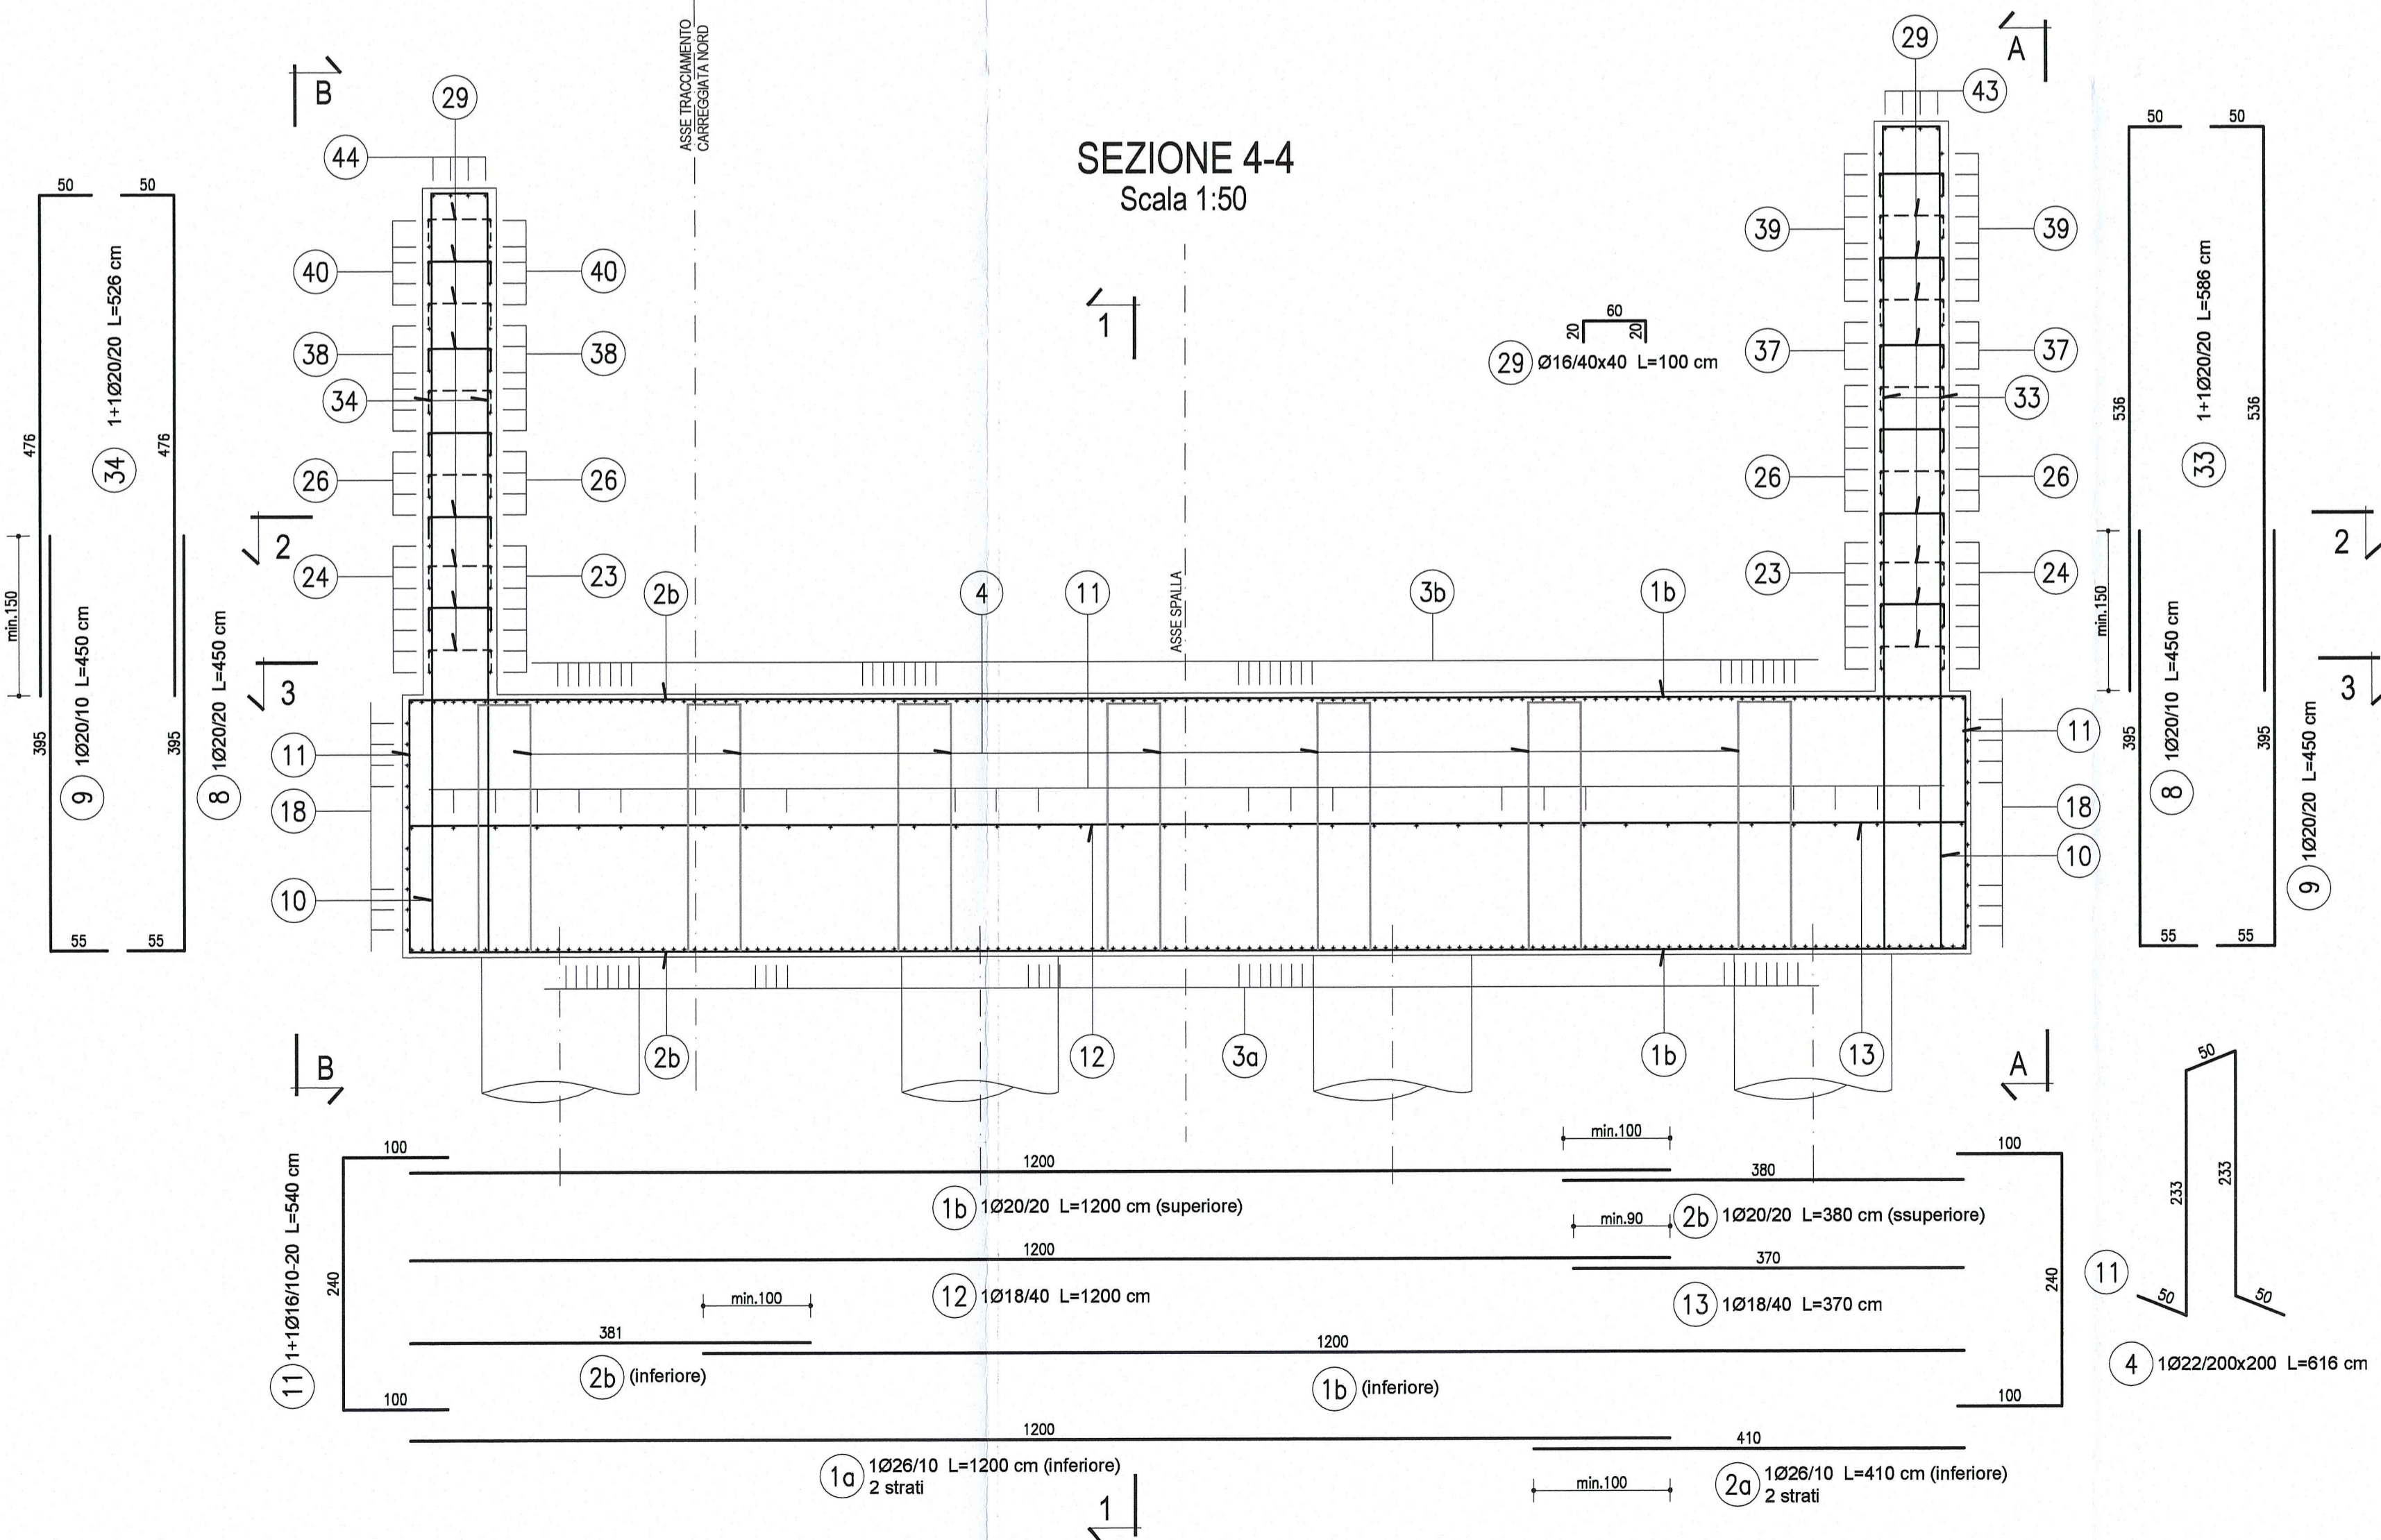 ASSE TRACCIAMENTO
CARREGGIATA NORD
SEZIONE 4-4
Scala 1:50
B
29
44
40
40
38
38
34
26
26
24
23
2
3
50
50
476
476
34 1+1Ø20/20 L=526 cm
min.150
395
395
9 1Ø20/10 L=450 cm
8 1Ø20/20 L=450 cm
55
55
1
60
20
20
29 Ø16/40x40 L=100 cm
29
A
43
39
39
37
37
33
26
26
23
24
50
50
536
536
33 1+1Ø20/20 L=586 cm
min.150
395
395
8 1Ø20/10 L=450 cm
9 1Ø20/20 L=450 cm
55
55
2
3
2b
4
11
ASSE SPALLA
3b
1b
11
18
10
11
18
10
B
2b
12
3a
1b
13
A
100
240
100
11 1+1Ø16/10-20 L=540 cm
1200
min.100
380
1b 1Ø20/20 L=1200 cm (superiore)
2b 1Ø20/20 L=380 cm (ssuperiore)
1200
min.90
370
12 1Ø18/40 L=1200 cm
13 1Ø18/40 L=370 cm
381
min.100
1200
2b (inferiore)
1b (inferiore)
1200
410
min.100
1a 1Ø26/10 L=1200 cm (inferiore)
2 strati
2a 1Ø26/10 L=410 cm (inferiore)
2 strati
1
100
240
100
11
50
233
233
50
50
4 1Ø22/200x200 L=616 cm